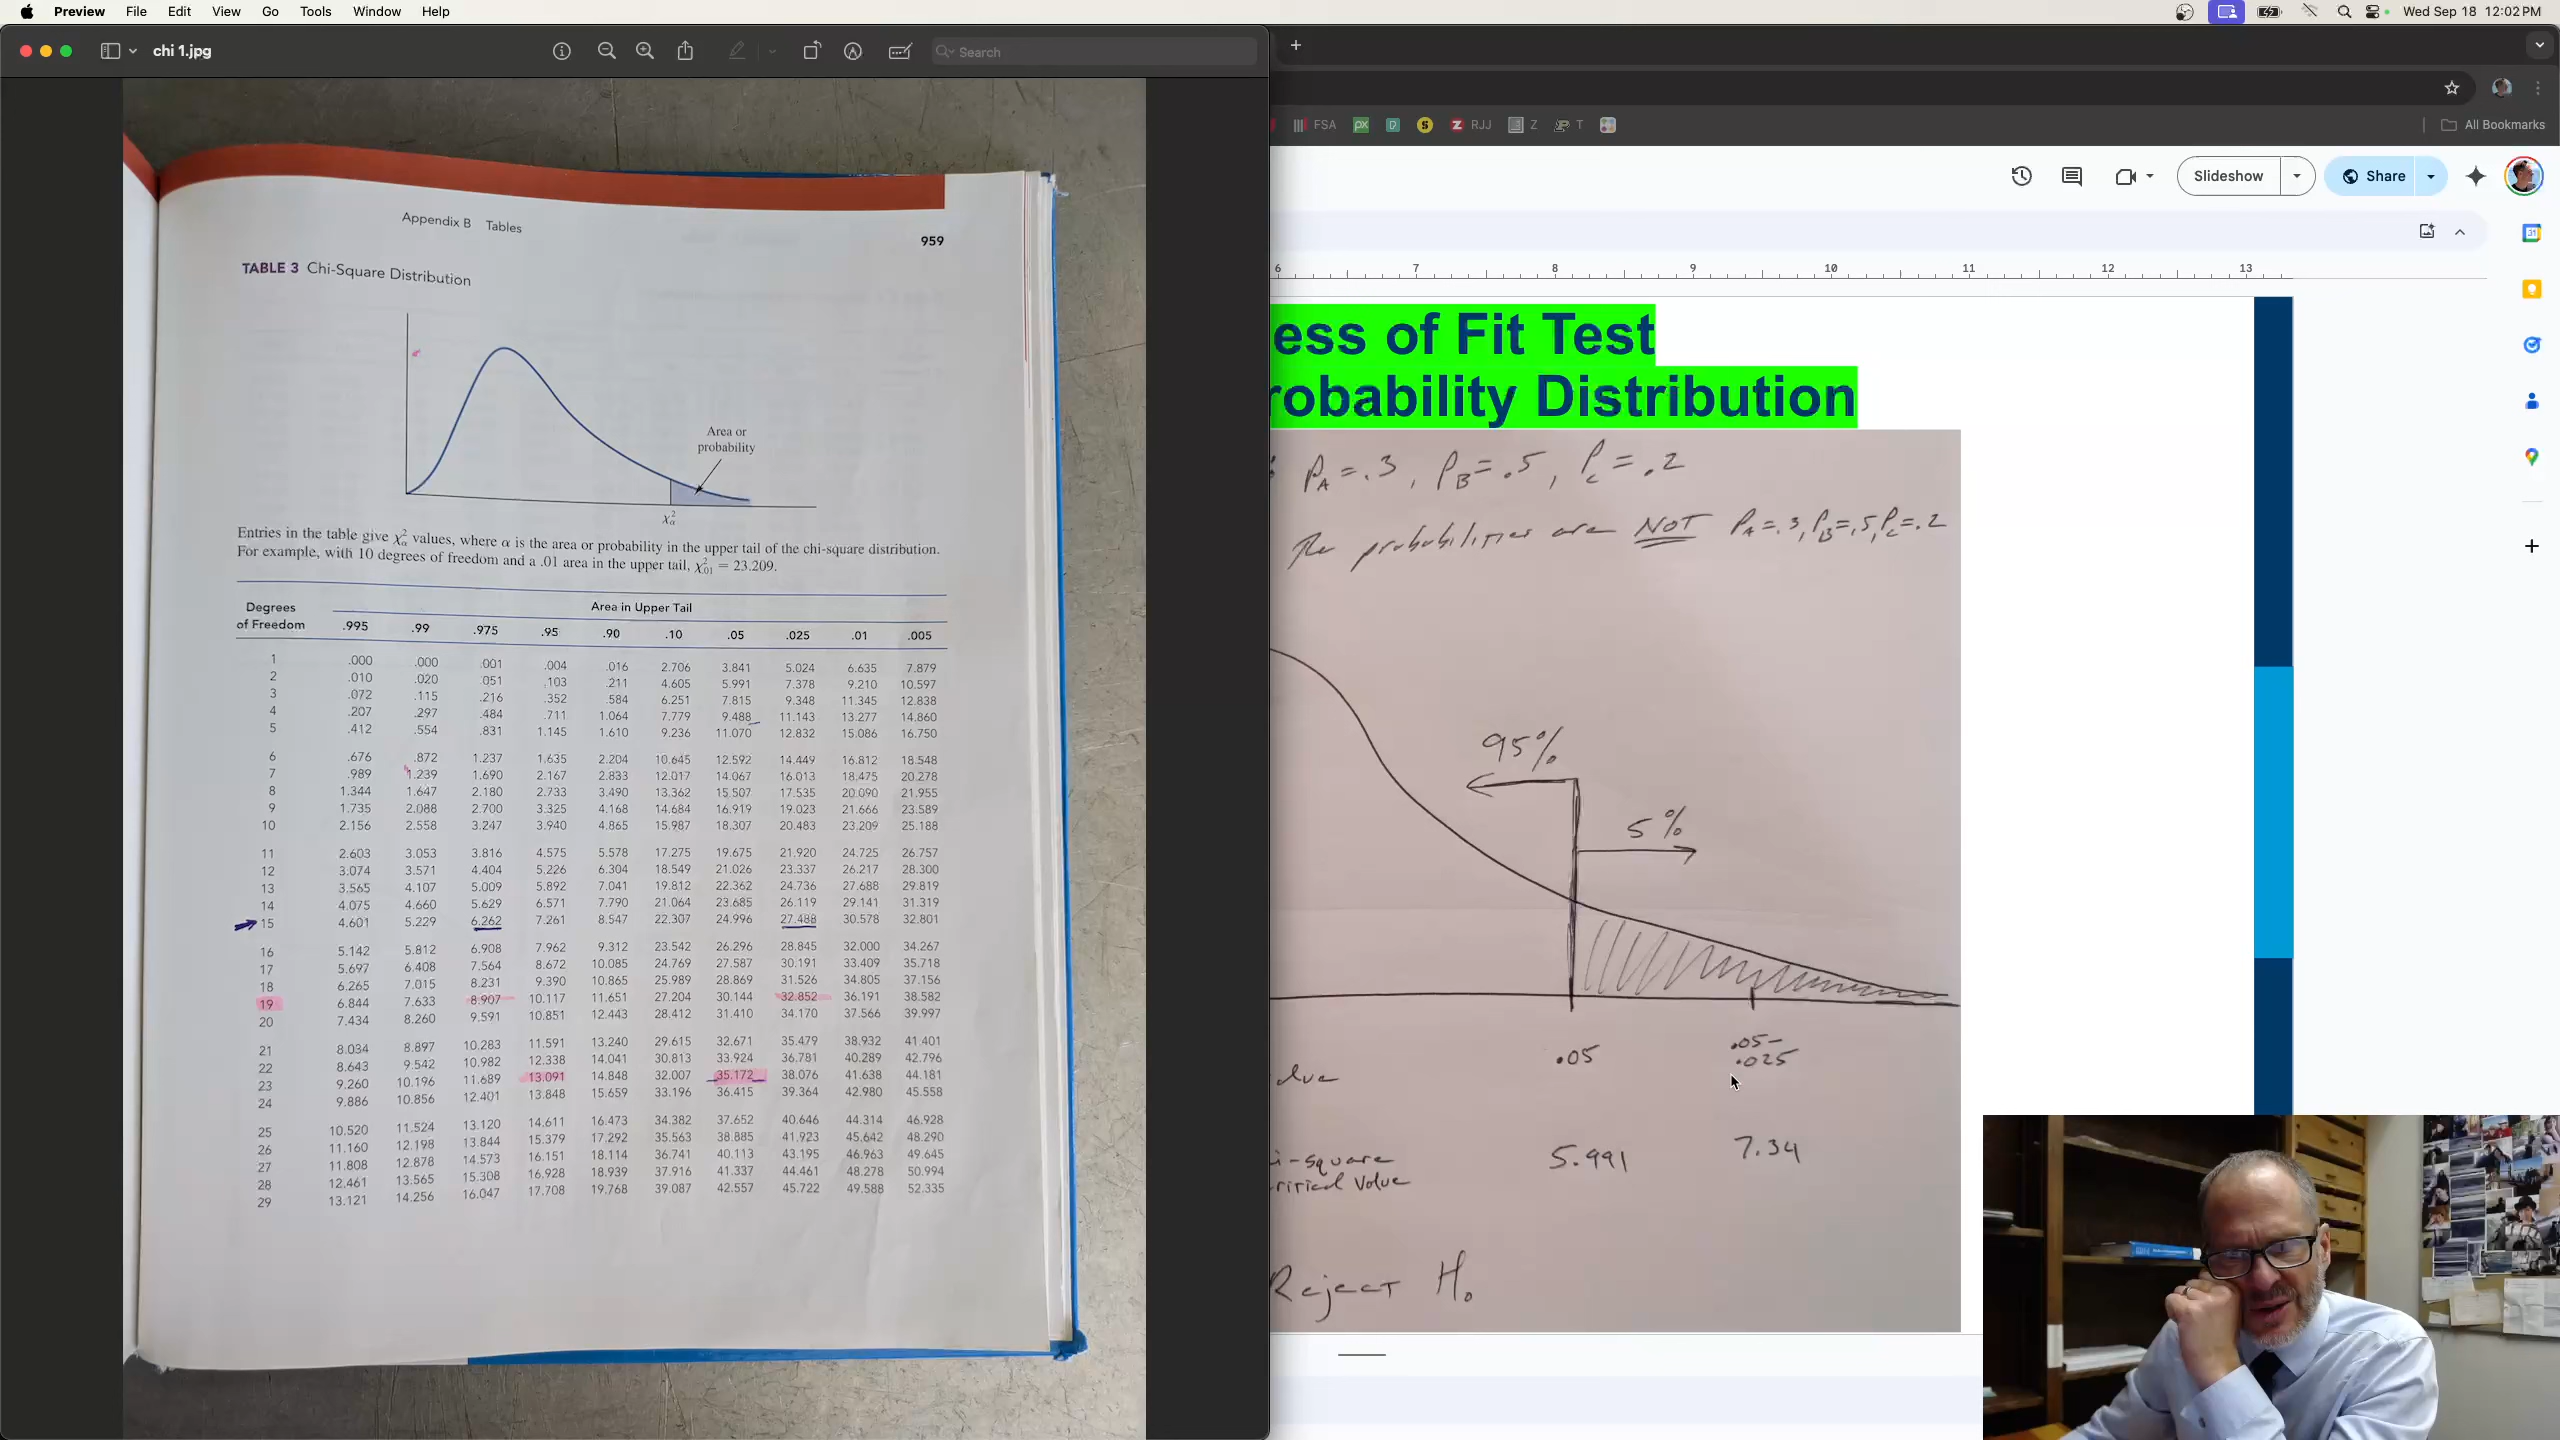 Preview File Edit View Go Tools Window Help
Wed Sep 18 12:02 PM
chi 1.jpg
Search
FSA
RJJ
Z
T
All Bookmarks
Slideshow
Share
6 7 8 9 10 11 12 13
Appendix B Tables
959
TABLE 3 Chi-Square Distribution
Area or
probability
χ²α
Entries in the table give χ²α values, where α is the area or probability in the upper tail of the chi-square distribution.
For example, with 10 degrees of freedom and a .01 area in the upper tail, χ².01 = 23.209.
Degrees
of Freedom
Area in Upper Tail
.995 .99 .975 .95 .90 .10 .05 .025 .01 .005
1 .000 .000 .001 .004 .016 2.706 3.841 5.024 6.635 7.879
2 .010 .020 .051 .103 .211 4.605 5.991 7.378 9.210 10.597
3 .072 .115 .216 .352 .584 6.251 7.815 9.348 11.345 12.838
4 .207 .297 .484 .711 1.064 7.779 9.488 11.143 13.277 14.860
5 .412 .554 .831 1.145 1.610 9.236 11.070 12.832 15.086 16.750
6 .676 .872 1.237 1.635 2.204 10.645 12.592 14.449 16.812 18.548
7 .989 1.239 1.690 2.167 2.833 12.017 14.067 16.013 18.475 20.278
8 1.344 1.647 2.180 2.733 3.490 13.362 15.507 17.535 20.090 21.955
9 1.735 2.088 2.700 3.325 4.168 14.684 16.919 19.023 21.666 23.589
10 2.156 2.558 3.247 3.940 4.865 15.987 18.307 20.483 23.209 25.188
11 2.603 3.053 3.816 4.575 5.578 17.275 19.675 21.920 24.725 26.757
12 3.074 3.571 4.404 5.226 6.304 18.549 21.026 23.337 26.217 28.300
13 3.565 4.107 5.009 5.892 7.041 19.812 22.362 24.736 27.688 29.819
14 4.075 4.660 5.629 6.571 7.790 21.064 23.685 26.119 29.141 31.319
15 4.601 5.229 6.262 7.261 8.547 22.307 24.996 27.488 30.578 32.801
16 5.142 5.812 6.908 7.962 9.312 23.542 26.296 28.845 32.000 34.267
17 5.697 6.408 7.564 8.672 10.085 24.769 27.587 30.191 33.409 35.718
18 6.265 7.015 8.231 9.390 10.865 25.989 28.869 31.526 34.805 37.156
19 6.844 7.633 8.907 10.117 11.651 27.204 30.144 32.852 36.191 38.582
20 7.434 8.260 9.591 10.851 12.443 28.412 31.410 34.170 37.566 39.997
21 8.034 8.897 10.283 11.591 13.240 29.615 32.671 35.479 38.932 41.401
22 8.643 9.542 10.982 12.338 14.041 30.813 33.924 36.781 40.289 42.796
23 9.260 10.196 11.689 13.091 14.848 32.007 35.172 38.076 41.638 44.181
24 9.886 10.856 12.401 13.848 15.659 33.196 36.415 39.364 42.980 45.558
25 10.520 11.524 13.120 14.611 16.473 34.382 37.652 40.646 44.314 46.928
26 11.160 12.198 13.844 15.379 17.292 35.563 38.885 41.923 45.642 48.290
27 11.808 12.878 14.573 16.151 18.114 36.741 40.113 43.195 46.963 49.645
28 12.461 13.565 15.308 16.928 18.939 37.916 41.337 44.461 48.278 50.994
29 13.121 14.256 16.047 17.708 19.768 39.087 42.557 45.722 49.588 52.335
ess of Fit Test
robability Distribution
: PA=.3, PB=.5, PC=.2
The probabilities are NOT PA=.3, PB=.5, PC=.2
95%
5%
.05
.05-
.025
alue
5.991
7.34
i-square
ritical Value
Reject H₀